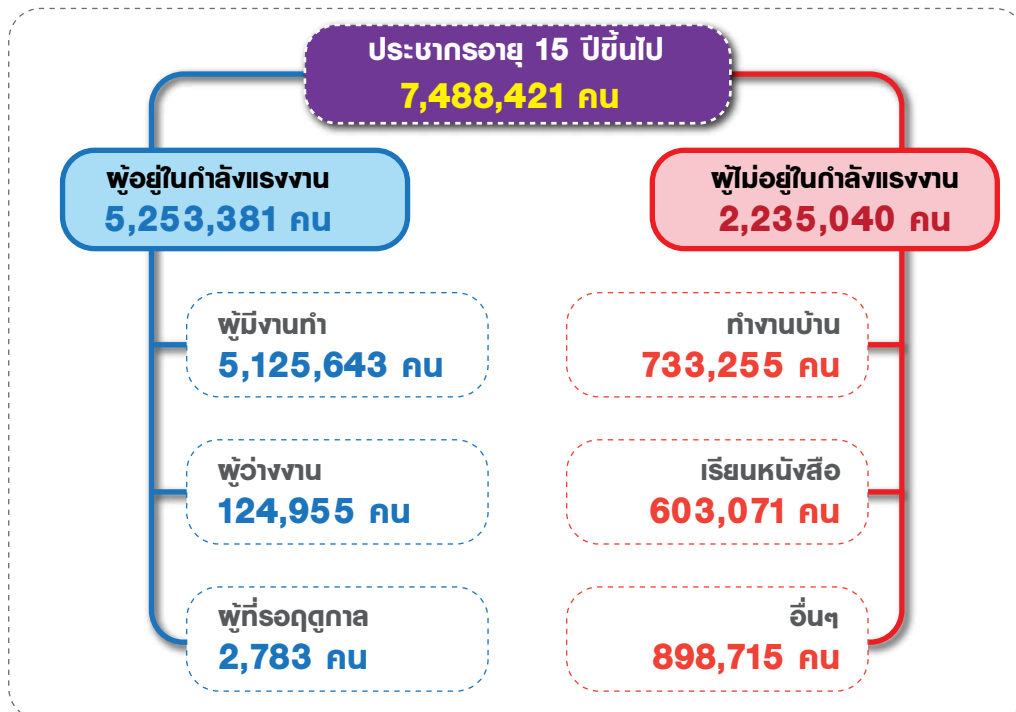 ประชากรอายุ 15 ปีขึ้นไป
7,488,421 คน
ผู้อยู่ในกำลังแรงงาน
5,253,381 คน
ผู้มีงานทำ
5,125,643 คน
ผู้ว่างงาน
124,955 คน
ผู้ที่รอฤดูกาล
2,783 คน
ผู้ไม่อยู่ในกำลังแรงงาน
2,235,040 คน
ทำงานบ้าน
733,255 คน
เรียนหนังสือ
603,071 คน
อื่นๆ
898,715 คน